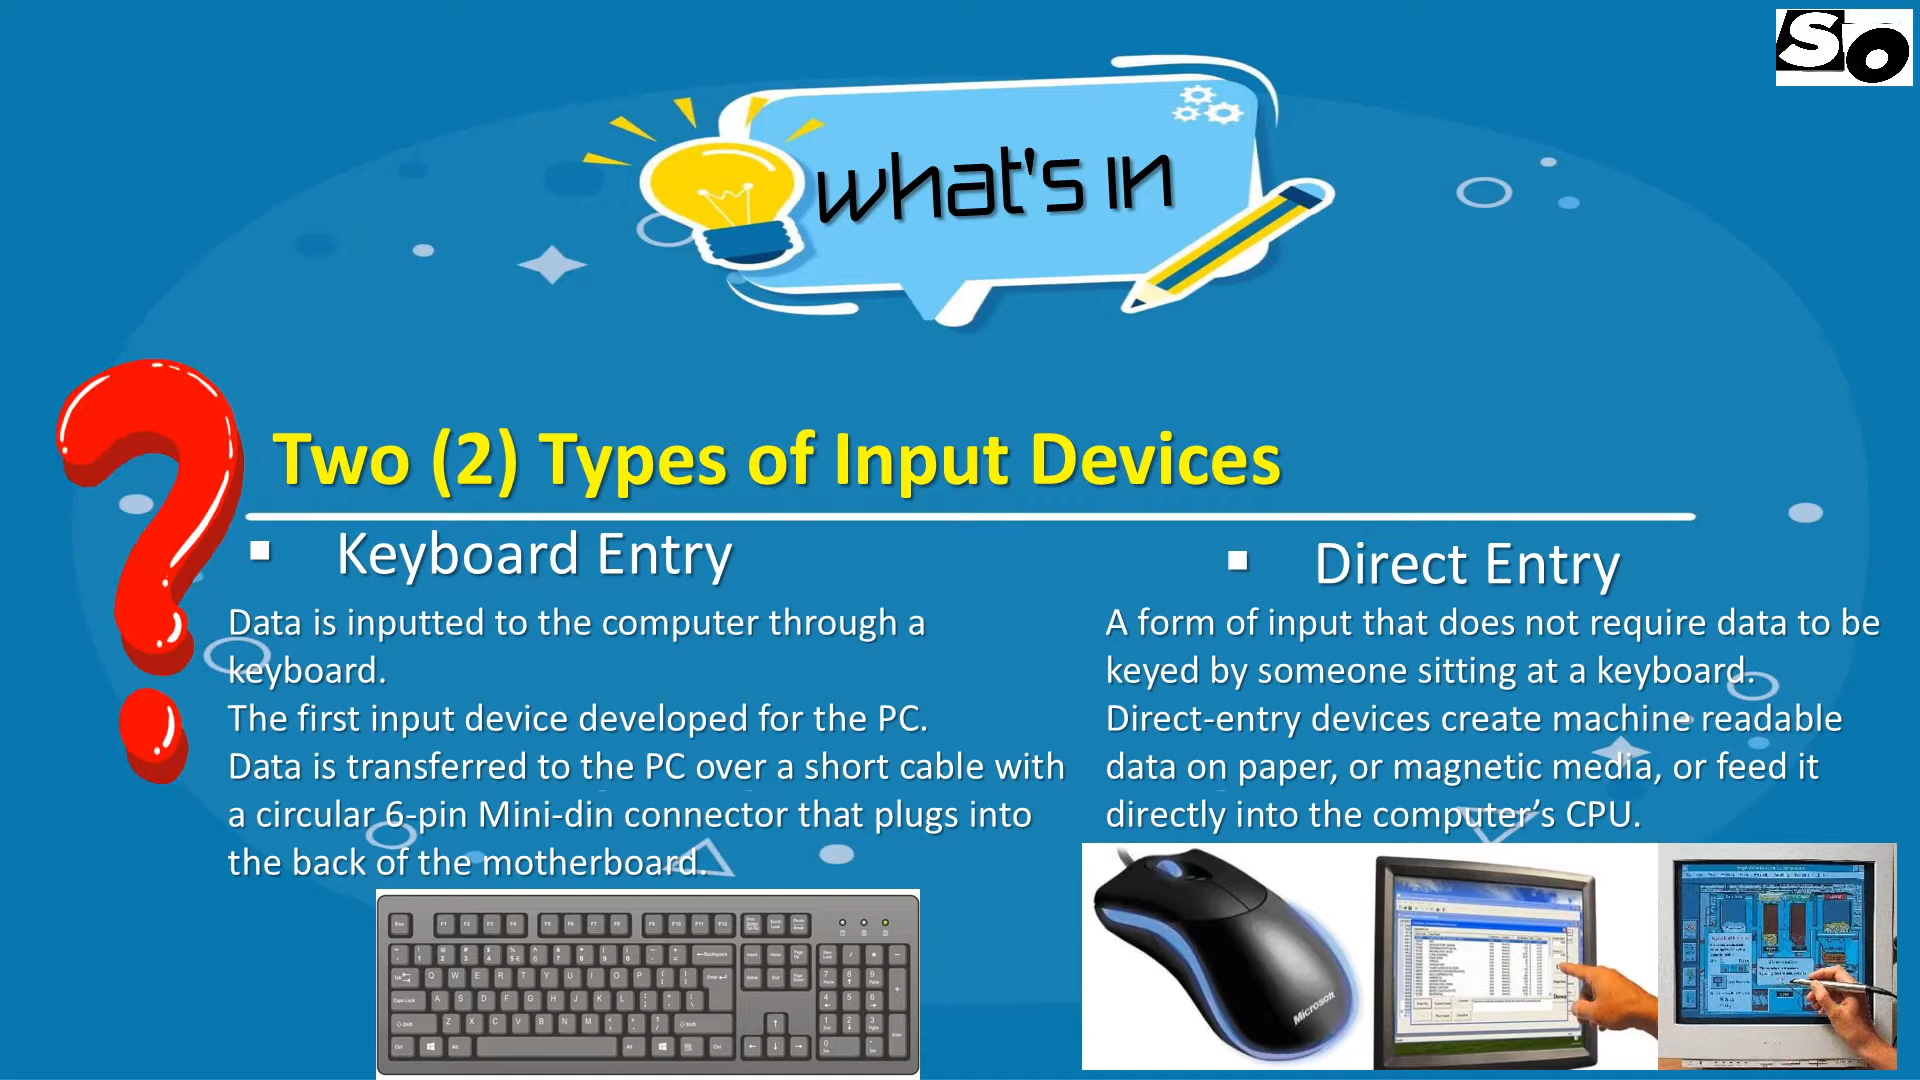 SO
what's in
Two (2) Types of Input Devices
▪ Keyboard Entry
Data is inputted to the computer through a
keyboard.
The first input device developed for the PC.
Data is transferred to the PC over a short cable with
a circular 6-pin Mini-din connector that plugs into
the back of the motherboard.
▪ Direct Entry
A form of input that does not require data to be
keyed by someone sitting at a keyboard.
Direct-entry devices create machine readable
data on paper, or magnetic media, or feed it
directly into the computer's CPU.
Microsoft